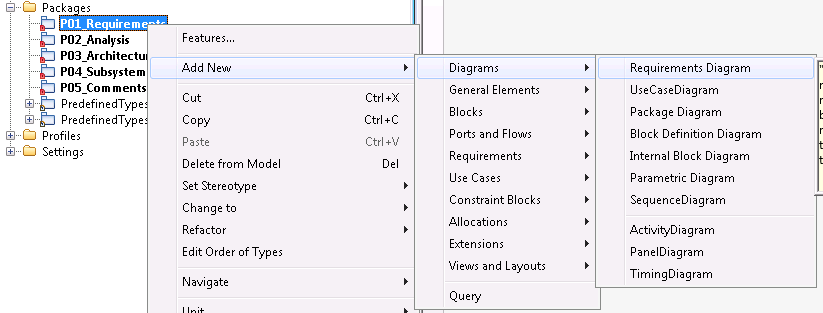 Packages
P01_Requirements
P02_Analysis
P03_Architectur
P04_Subsystem
P05_Comments
PredefinedTypes
PredefinedTypes
Profiles
Settings
Features...
Add New
Cut Ctrl+X
Copy Ctrl+C
Paste Ctrl+V
Delete from Model Del
Set Stereotype
Change to
Refactor
Edit Order of Types
Navigate
Unit
Diagrams
General Elements
Blocks
Ports and Flows
Requirements
Use Cases
Constraint Blocks
Allocations
Extensions
Views and Layouts
Query
Requirements Diagram
UseCaseDiagram
Package Diagram
Block Definition Diagram
Internal Block Diagram
Parametric Diagram
SequenceDiagram
ActivityDiagram
PanelDiagram
TimingDiagram